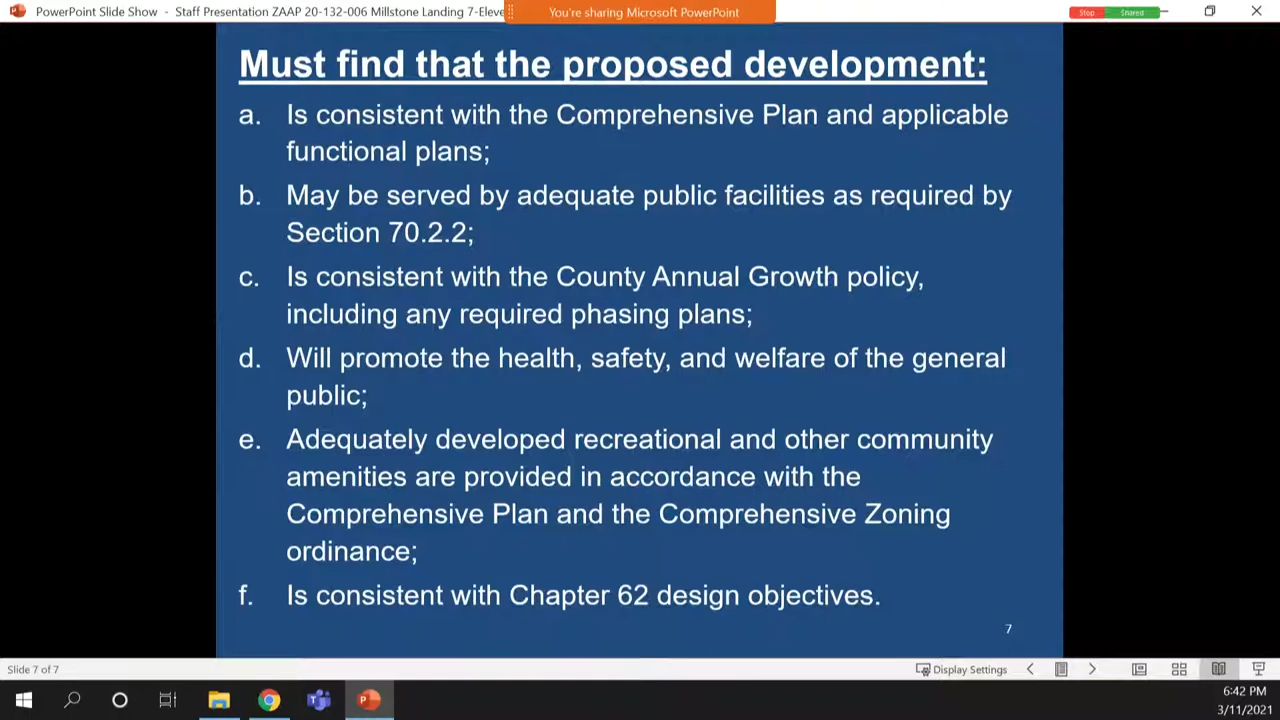 PowerPoint Slide Show - Staff Presentation ZAAP 20-132-006 Millstone Landing 7-Eleve
You're sharing Microsoft PowerPoint
Stop Shared
Must find that the proposed development:
a. Is consistent with the Comprehensive Plan and applicable
functional plans;
b. May be served by adequate public facilities as required by
Section 70.2.2;
c. Is consistent with the County Annual Growth policy,
including any required phasing plans;
d. Will promote the health, safety, and welfare of the general
public;
e. Adequately developed recreational and other community
amenities are provided in accordance with the
Comprehensive Plan and the Comprehensive Zoning
ordinance;
f. Is consistent with Chapter 62 design objectives.
7
Slide 7 of 7
Display Settings
6:42 PM
3/11/2021